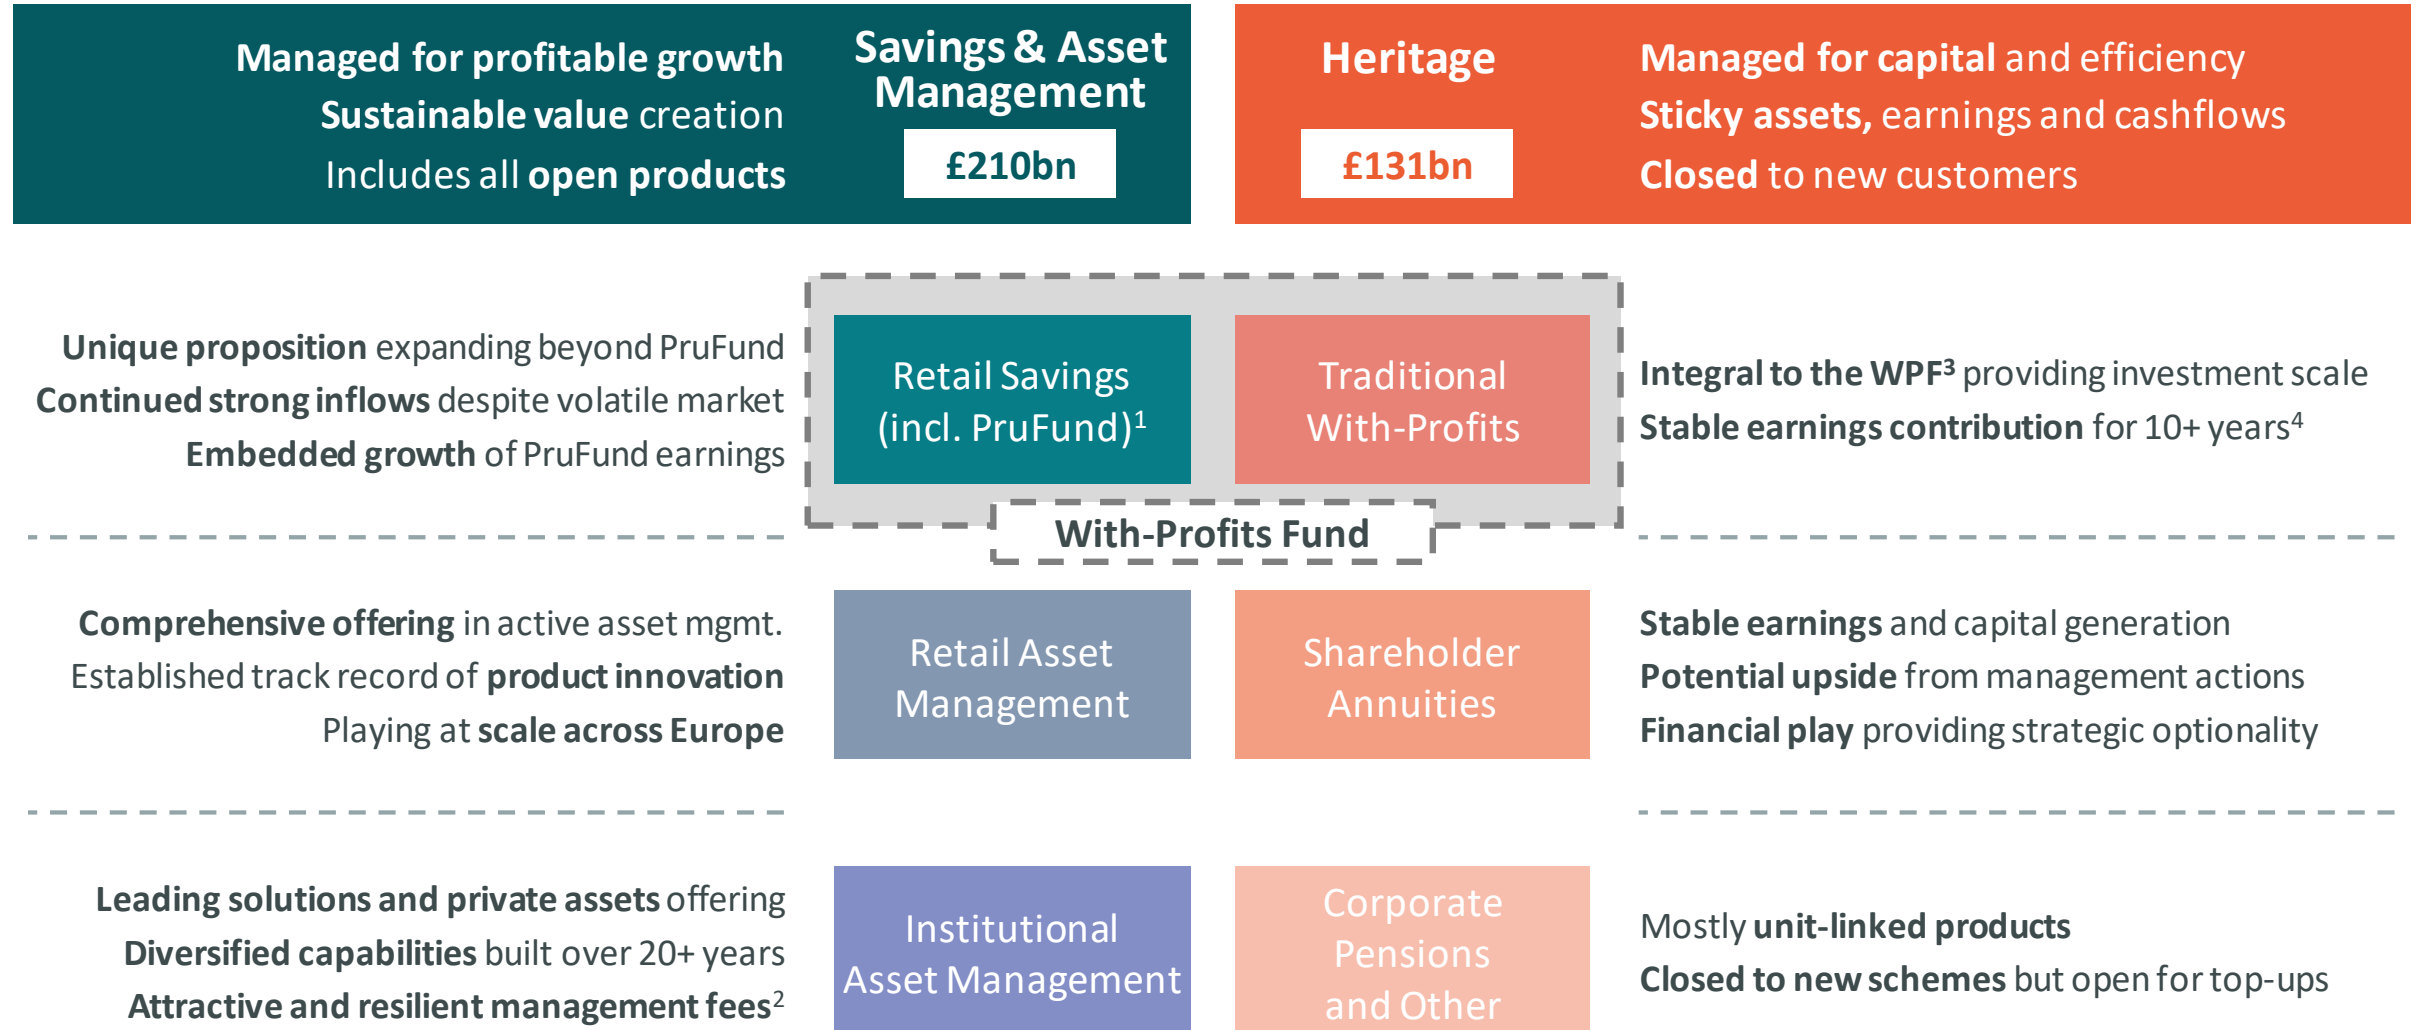 Managed for profitable growth
Sustainable value creation
Includes all open products
Savings & Asset
Management
£210bn
Heritage
£131bn
Managed for capital and efficiency
Sticky assets, earnings and cashflows
Closed to new customers
Unique proposition expanding beyond PruFund
Continued strong inflows despite volatile market
Embedded growth of PruFund earnings
Retail Savings
(incl. PruFund)¹
Traditional
With-Profits
Integral to the WPF³ providing investment scale
Stable earnings contribution for 10+ years⁴
With-Profits Fund
Comprehensive offering in active asset mgmt.
Established track record of product innovation
Playing at scale across Europe
Retail Asset
Management
Shareholder
Annuities
Stable earnings and capital generation
Potential upside from management actions
Financial play providing strategic optionality
Leading solutions and private assets offering
Diversified capabilities built over 20+ years
Attractive and resilient management fees²
Institutional
Asset Management
Corporate
Pensions
and Other
Mostly unit-linked products
Closed to new schemes but open for top-ups